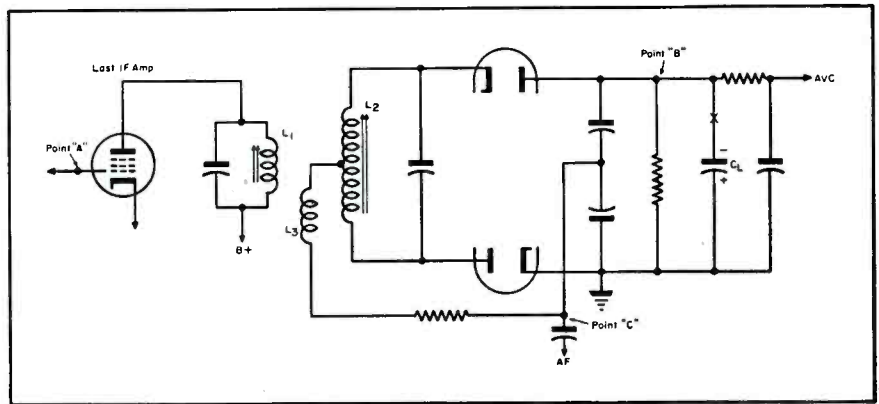 Last IF Amp
Point "A"
L1
B+
L2
L3
Point "B"
AVC
-
CL
+
Point "C"
AF